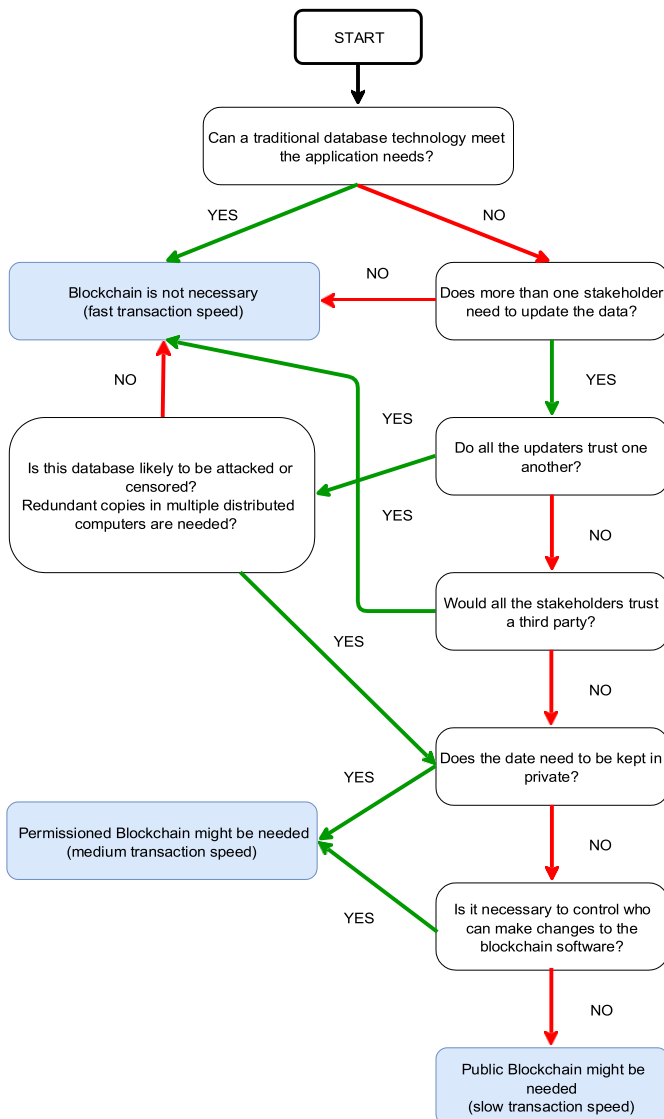 START
Can a traditional database technology meet
the application needs?
YES
NO
Blockchain is not necessary
(fast transaction speed)
NO
Does more than one stakeholder
need to update the data?
NO
YES
Is this database likely to be attacked or
censored?
Redundant copies in multiple distributed
computers are needed?
YES
Do all the updaters trust one
another?
YES
NO
Would all the stakeholders trust
a third party?
YES
NO
Does the date need to be kept in
private?
YES
Permissioned Blockchain might be needed
(medium transaction speed)
NO
Is it necessary to control who
can make changes to the
blockchain software?
YES
NO
Public Blockchain might be
needed
(slow transaction speed)